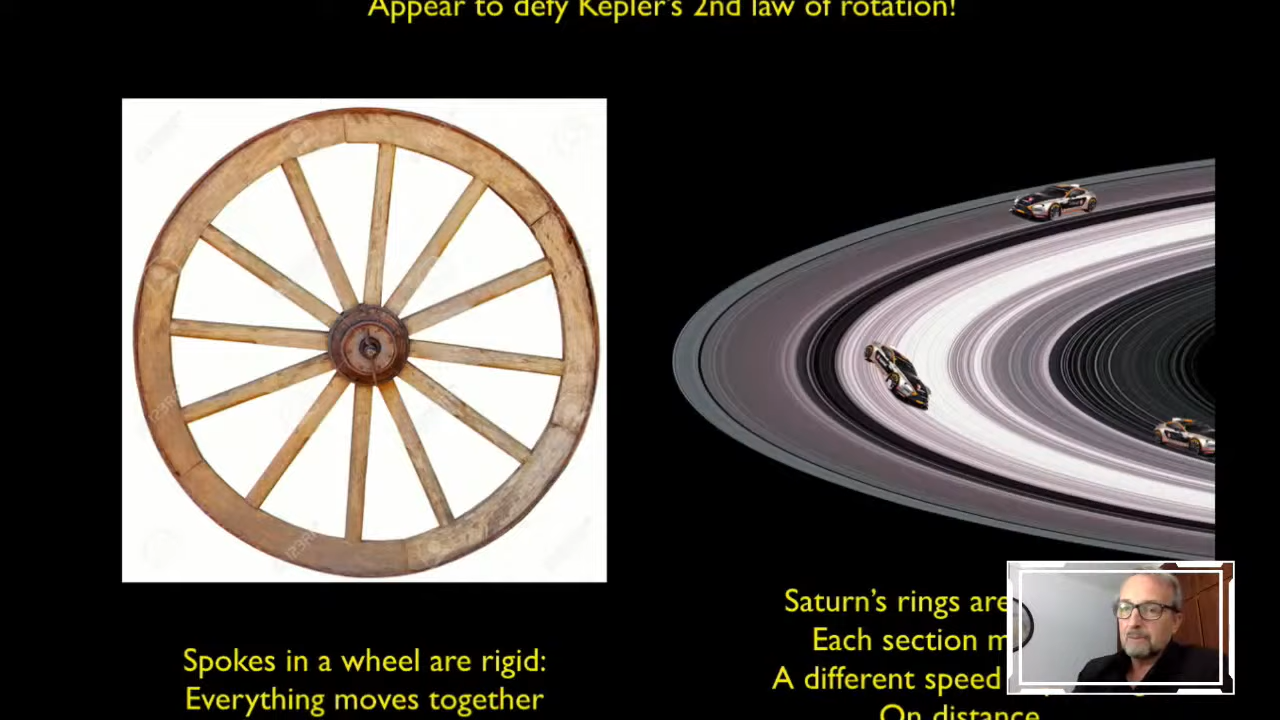 Appear to defy Kepler's 2nd law of rotation!
Spokes in a wheel are rigid:
Everything moves together
Saturn's rings are
Each section
A different speed
On distance